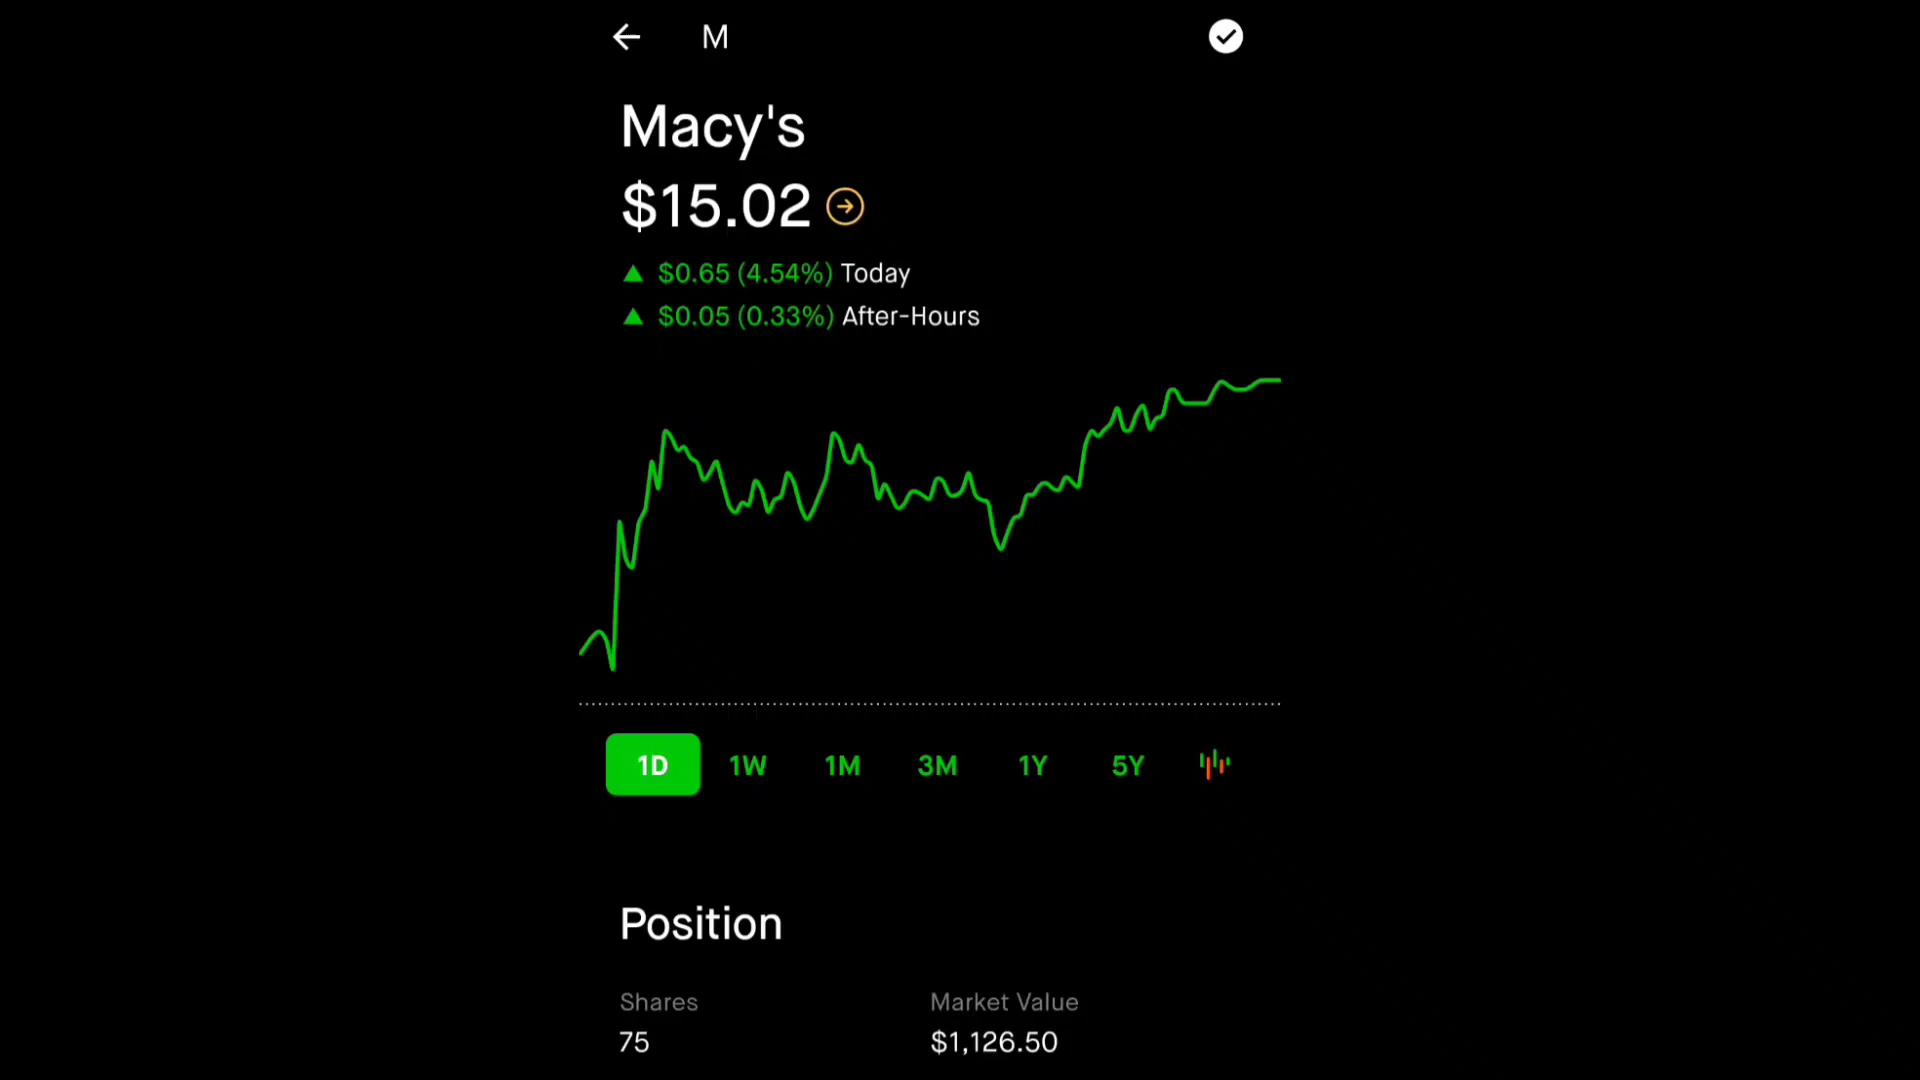 M
Macy's
$15.02
$0.65 (4.54%) Today
$0.05 (0.33%) After-Hours
1D 1W 1M 3M 1Y 5Y
Position
Shares Market Value
75 $1,126.50